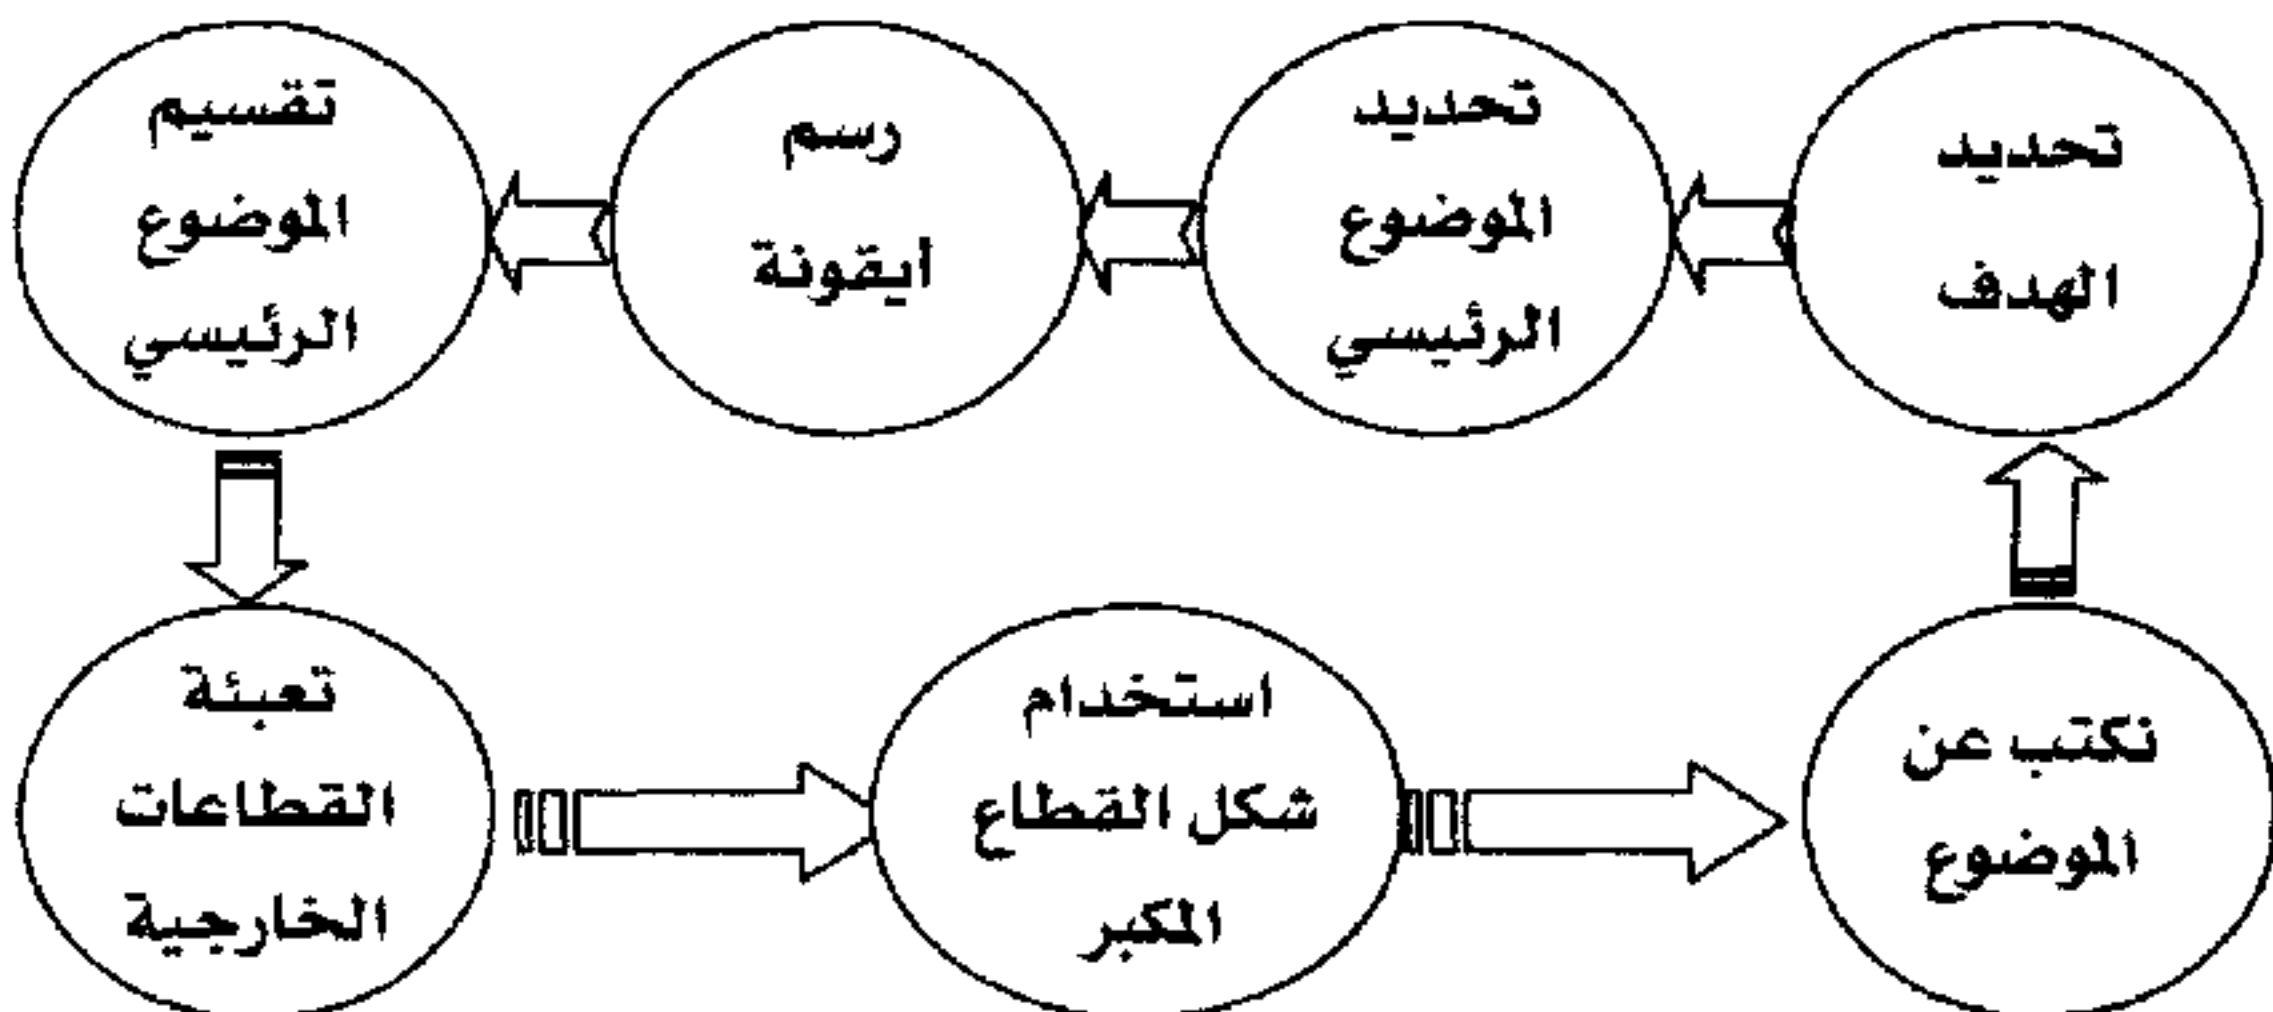 تحديد
الهدف
تحديد
الموضوع
الرئيسي
رسم
ايقونة
تقسيم
الموضوع
الرئيسي
تعبئة
القطاعات
الخارجية
استخدام
شكل القطاع
المكبر
نكتب عن
الموضوع